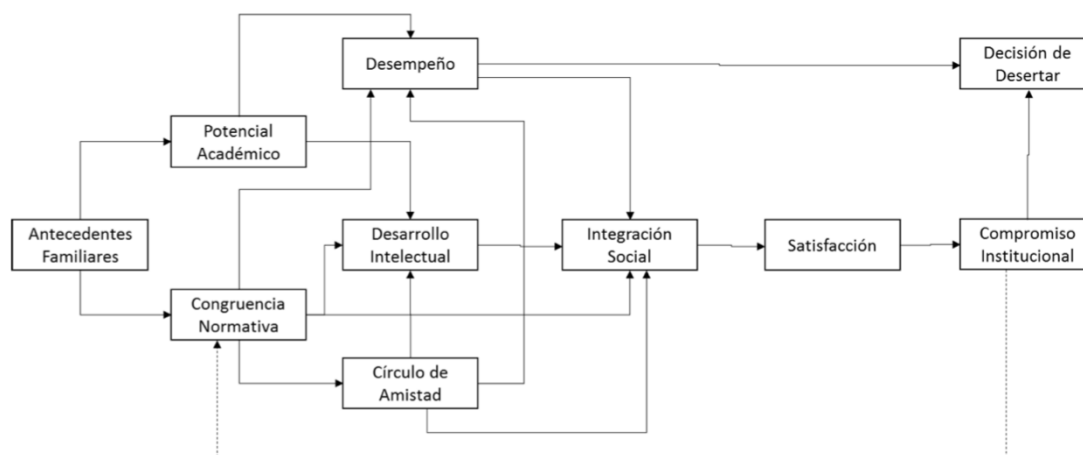 Desempeño
Decisión de
Desertar
Potencial
Académico
Antecedentes
Familiares
Desarrollo
Intelectual
Integración
Social
Satisfacción
Compromiso
Institucional
Congruencia
Normativa
Círculo de
Amistad